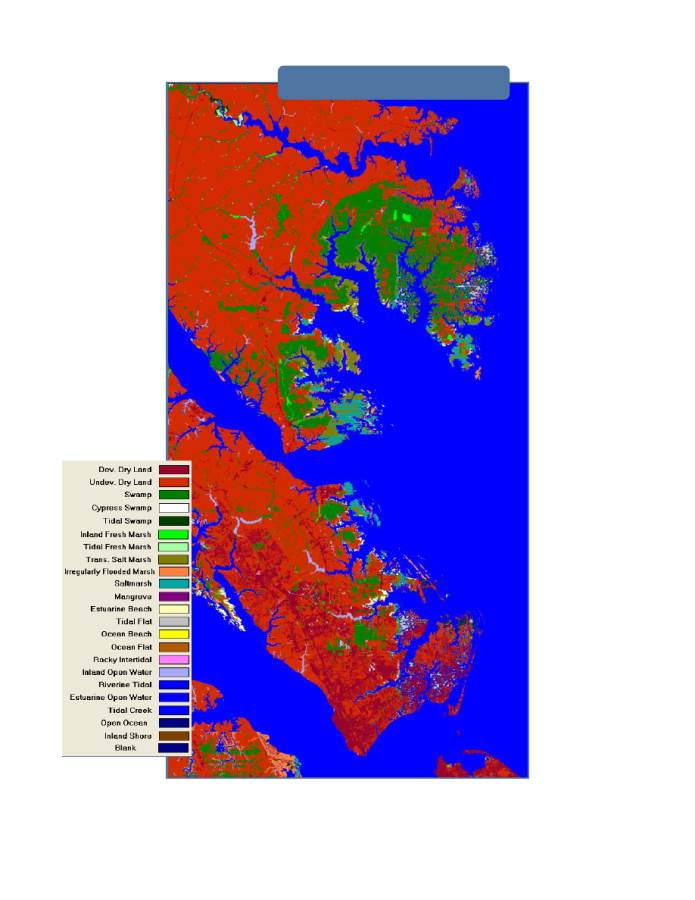 Dev. Dry Land
Undev. Dry Land
Swamp
Cypress Swamp
Tidal Swamp
Inland Fresh Marsh
Tidal Fresh Marsh
Trans. Salt Marsh
Irregularly Flooded Marsh
Saltmarsh
Mangrove
Estuarine Beach
Tidal Flat
Ocean Beach
Ocean Flat
Rocky Intertidal
Inland Open Water
Riverine Tidal
Estuarine Open Water
Tidal Creek
Open Ocean
Inland Shore
Blank